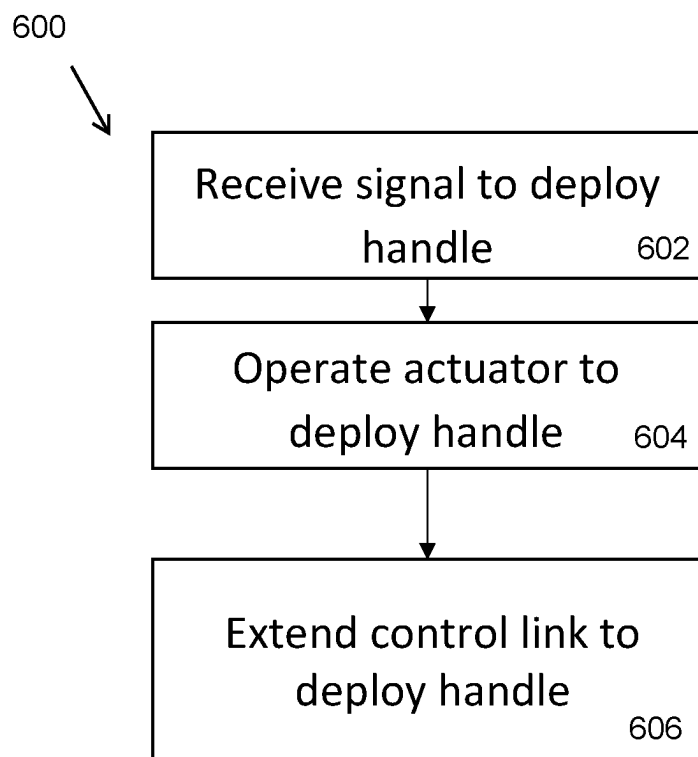 600
Receive signal to deploy
handle
602
Operate actuator to
deploy handle
604
Extend control link to
deploy handle
606